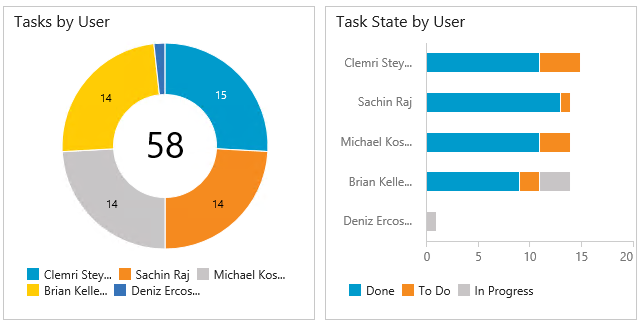 Tasks by User
15
14
58
14
14
Clemri Stey... Sachin Raj Michael Kos...
Brian Kelle... Deniz Ercos...
Task State by User
Clemri Stey...
Sachin Raj
Michael Kos...
Brian Kelle...
Deniz Ercos...
0 5 10 15 20
Done To Do In Progress